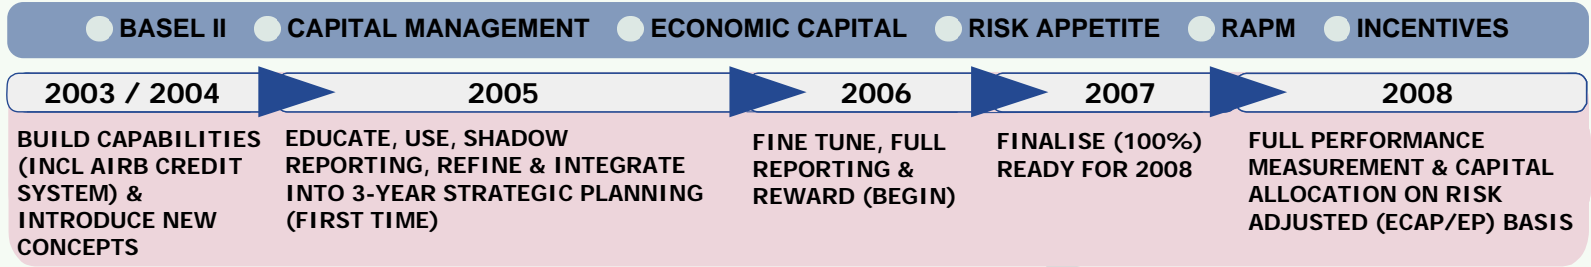 BASEL II CAPITAL MANAGEMENT ECONOMIC CAPITAL RISK APPETITE RAPM INCENTIVES
2003 / 2004
BUILD CAPABILITIES
(INCL AIRB CREDIT
SYSTEM) &
INTRODUCE NEW
CONCEPTS
2005
EDUCATE, USE, SHADOW
REPORTING, REFINE & INTEGRATE
INTO 3-YEAR STRATEGIC PLANNING
(FIRST TIME)
2006
FINE TUNE, FULL
REPORTING &
REWARD (BEGIN)
2007
FINALISE (100%)
READY FOR 2008
2008
FULL PERFORMANCE
MEASUREMENT & CAPITAL
ALLOCATION ON RISK
ADJUSTED (ECAP/EP) BASIS